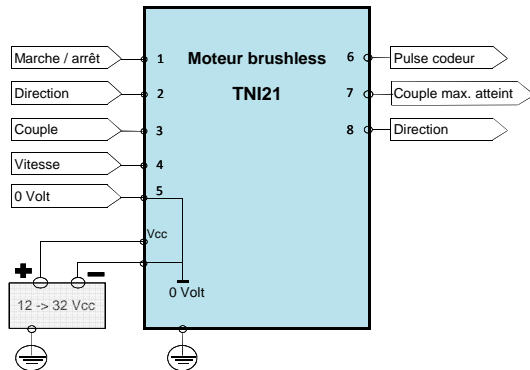 Moteur brushless
TNI21
Marche / arrêt
1
Direction
2
Couple
3
Vitesse
4
0 Volt
5
Vcc
0 Volt
+
−
12 -> 32 Vcc
6
Pulse codeur
7
Couple max. atteint
8
Direction